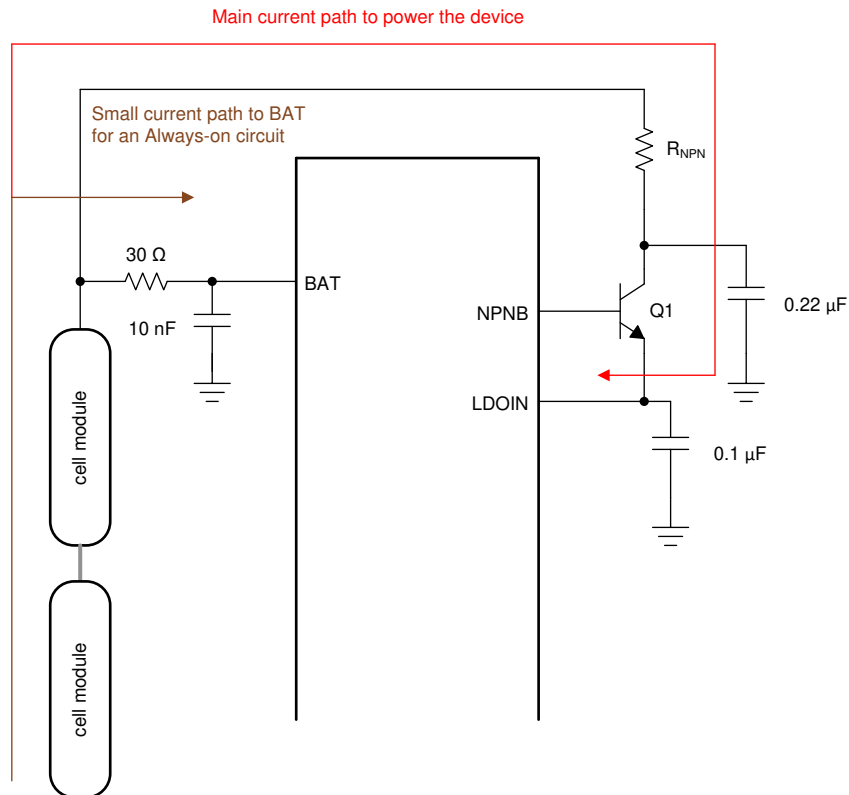 Main current path to power the device
Small current path to BAT
for an Always-on circuit
RNPN
30 Ω
BAT
10 nF
NPNB
Q1
0.22 µF
LDOIN
0.1 µF
cell module
cell module